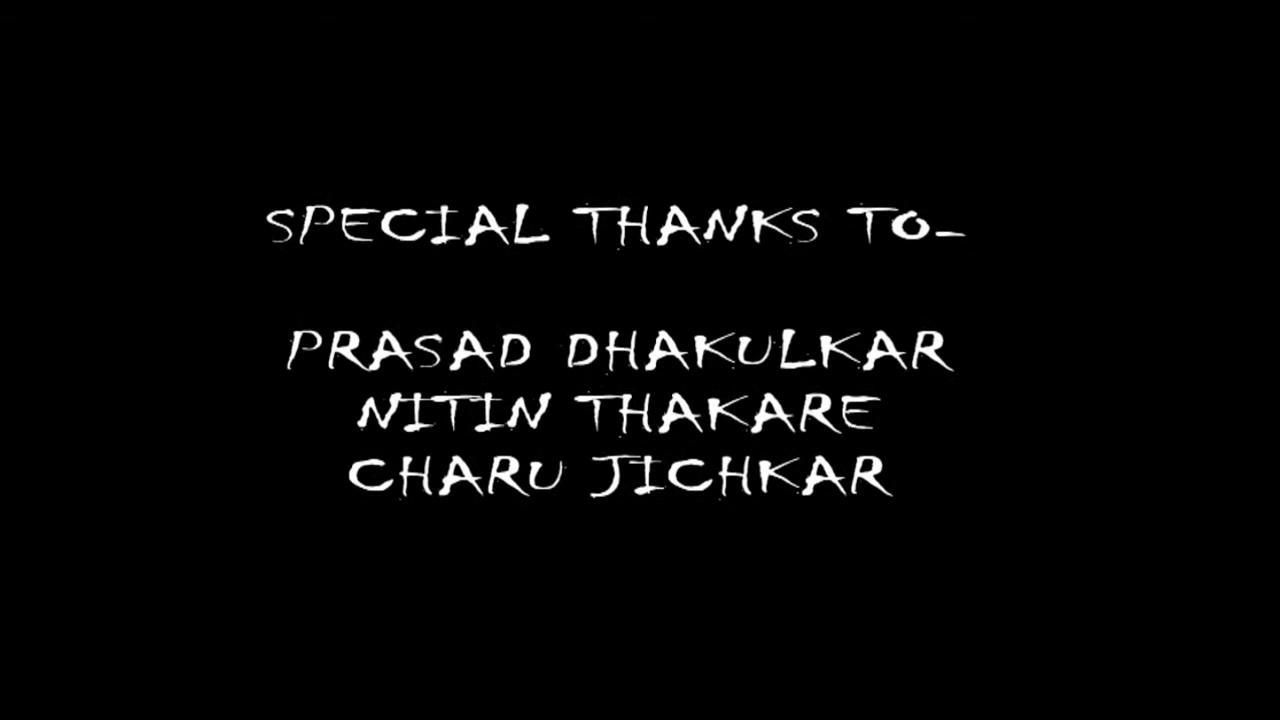 SPECIAL THANKS TO-
PRASAD DHAKULKAR
NITIN THAKARE
CHARU JICHKAR